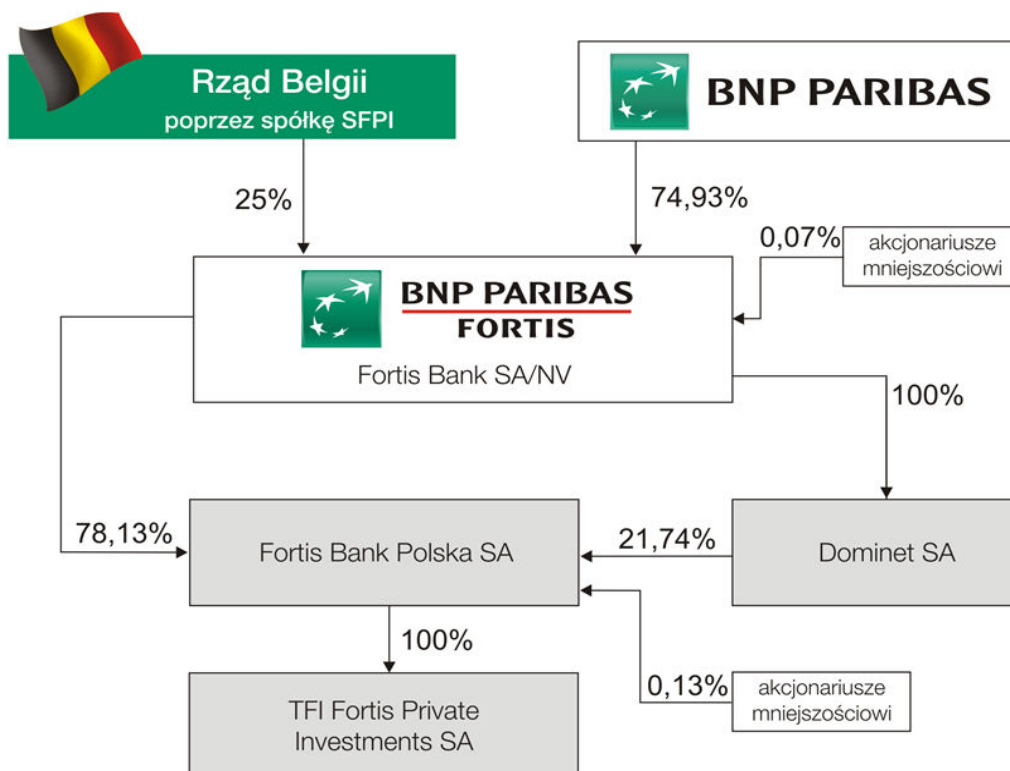 Rząd Belgii
poprzez spółkę SFPI
BNP PARIBAS
25%
74,93%
0,07%
akcjonariusze
mniejszościowi
BNP PARIBAS
FORTIS
Fortis Bank SA/NV
100%
78,13%
Fortis Bank Polska SA
21,74%
Dominet SA
100%
0,13%
akcjonariusze
mniejszościowi
TFI Fortis Private
Investments SA